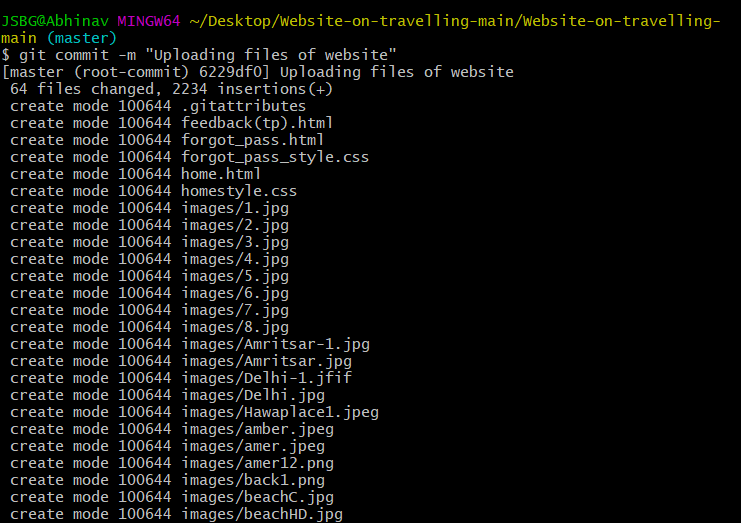 JSBG@Abhinav MINGW64 ~/Desktop/Website-on-travelling-main/Website-on-travelling-
main (master)
$ git commit -m "Uploading files of website"
[master (root-commit) 6229df0] Uploading files of website
 64 files changed, 2234 insertions(+)
 create mode 100644 .gitattributes
 create mode 100644 feedback(tp).html
 create mode 100644 forgot_pass.html
 create mode 100644 forgot_pass_style.css
 create mode 100644 home.html
 create mode 100644 homestyle.css
 create mode 100644 images/1.jpg
 create mode 100644 images/2.jpg
 create mode 100644 images/3.jpg
 create mode 100644 images/4.jpg
 create mode 100644 images/5.jpg
 create mode 100644 images/6.jpg
 create mode 100644 images/7.jpg
 create mode 100644 images/8.jpg
 create mode 100644 images/Amritsar-1.jpg
 create mode 100644 images/Amritsar.jpg
 create mode 100644 images/Delhi-1.jfif
 create mode 100644 images/Delhi.jpg
 create mode 100644 images/Hawaplace1.jpeg
 create mode 100644 images/amber.jpeg
 create mode 100644 images/amer.jpeg
 create mode 100644 images/amer12.png
 create mode 100644 images/back1.png
 create mode 100644 images/beachC.jpg
 create mode 100644 images/beachHD.jpg